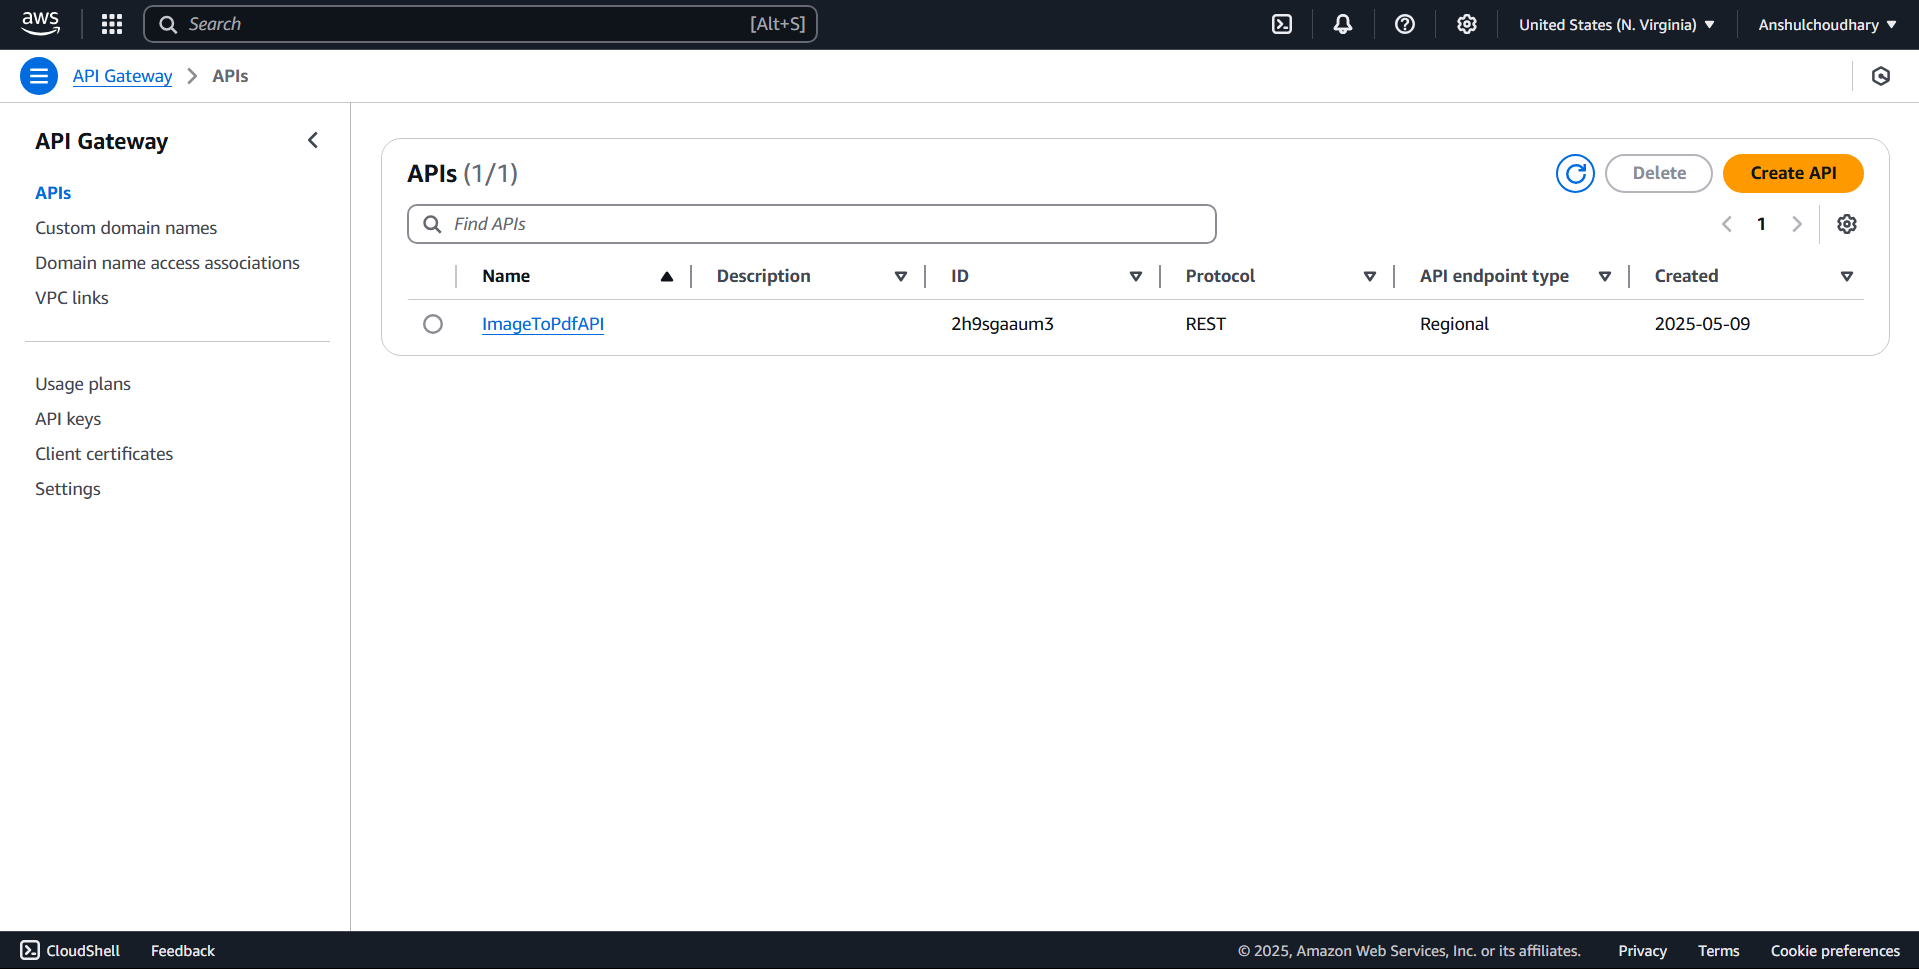 aws Search [Alt+S] United States (N. Virginia) Anshulchoudhary
API Gateway APIs
API Gateway
APIs
Custom domain names
Domain name access associations
VPC links
Usage plans
API keys
Client certificates
Settings
APIs (1/1) Delete Create API
Find APIs 1
Name Description ID Protocol API endpoint type Created
ImageToPdfAPI 2h9sgaaum3 REST Regional 2025-05-09
CloudShell Feedback © 2025, Amazon Web Services, Inc. or its affiliates. Privacy Terms Cookie preferences